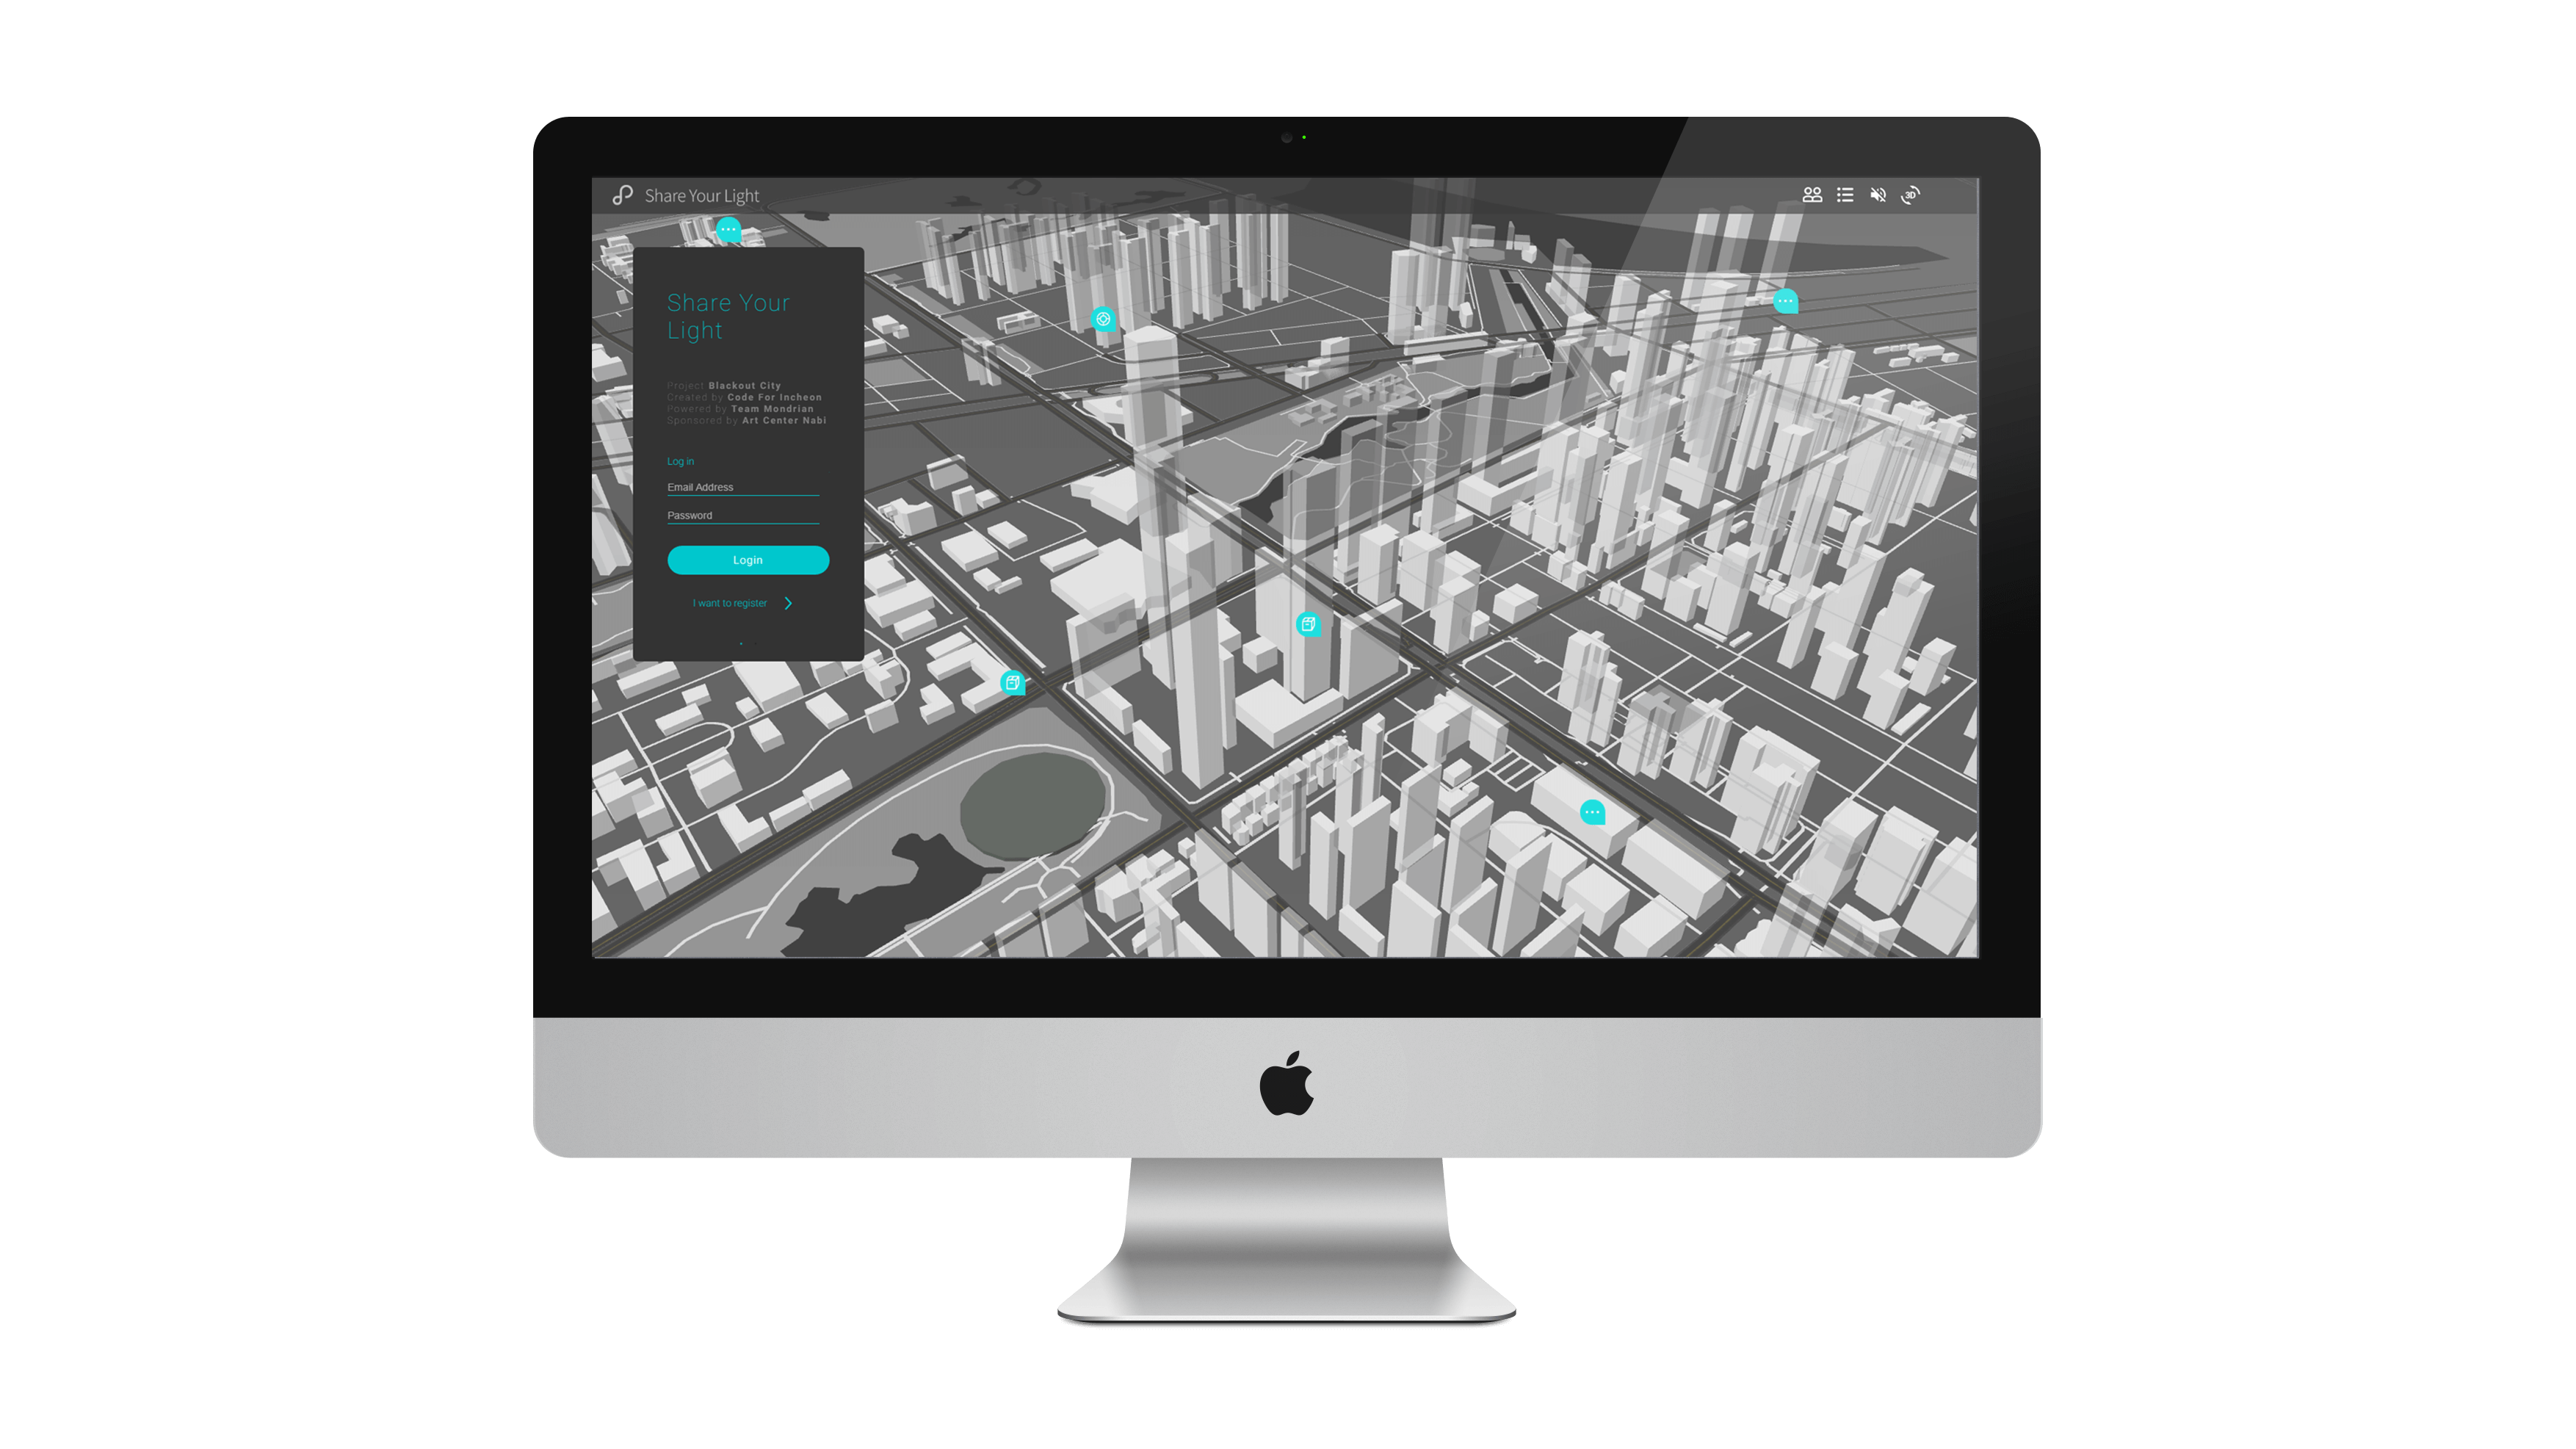 Share Your Light
3D
Share Your
Light
Project Blackout City
Created by Code For Incheon
Powered by Team Mondrian
Sponsored by Art Center Nabi
Log in
Email Address
Password
Login
I want to register